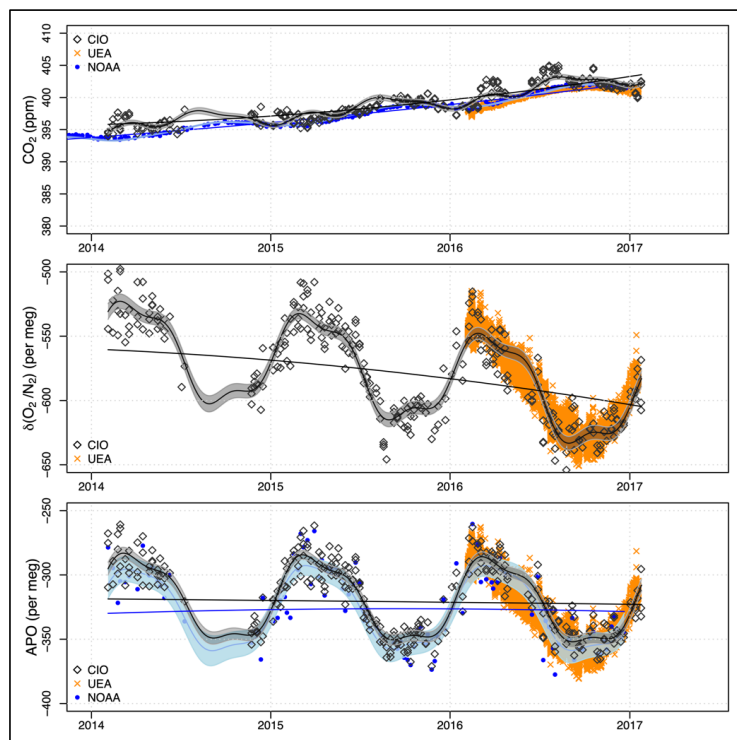 CO₂ (ppm)
410
405
400
395
390
385
380
CIO
UEA
NOAA
2014 2015 2016 2017
δ(O₂ /N₂) (per meg)
−500
−550
−600
−650
CIO
UEA
2014 2015 2016 2017
APO (per meg)
−250
−300
−350
−400
CIO
UEA
NOAA
2014 2015 2016 2017